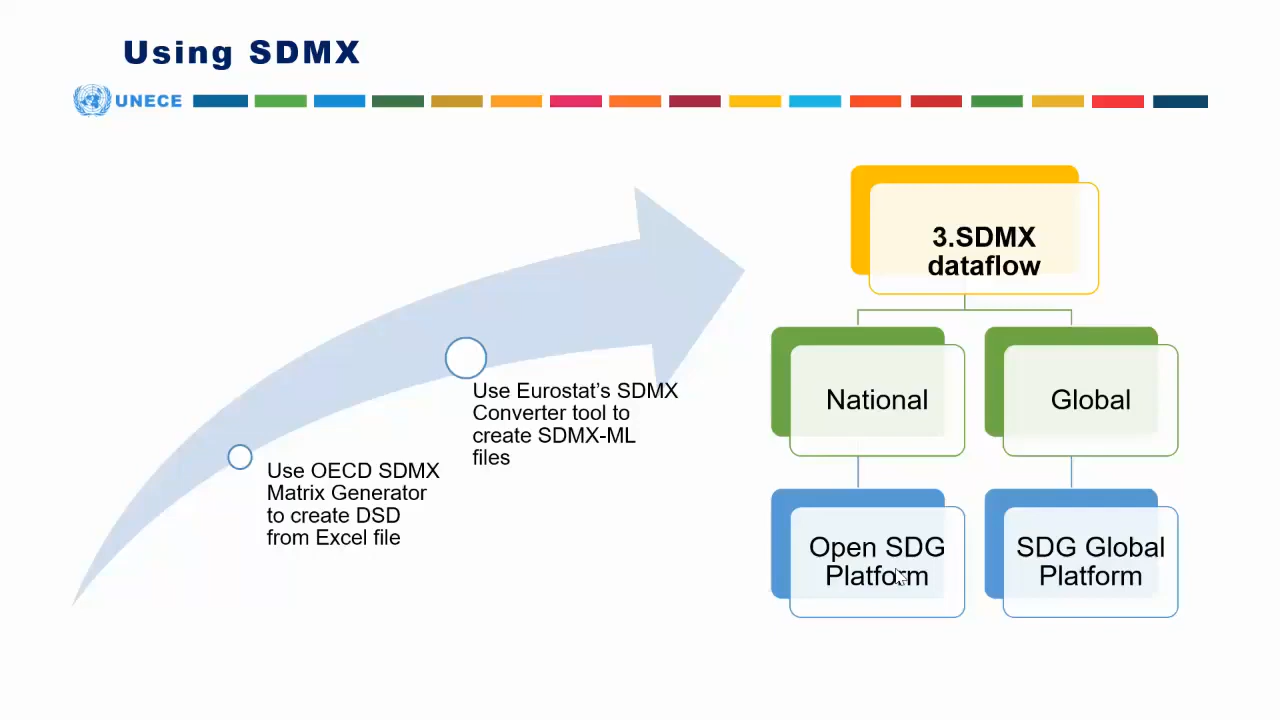 Using SDMX
UNECE
Use OECD SDMX
Matrix Generator
to create DSD
from Excel file
Use Eurostat’s SDMX
Converter tool to
create SDMX-ML
files
3.SDMX
dataflow
National
Global
Open SDG
Platform
SDG Global
Platform